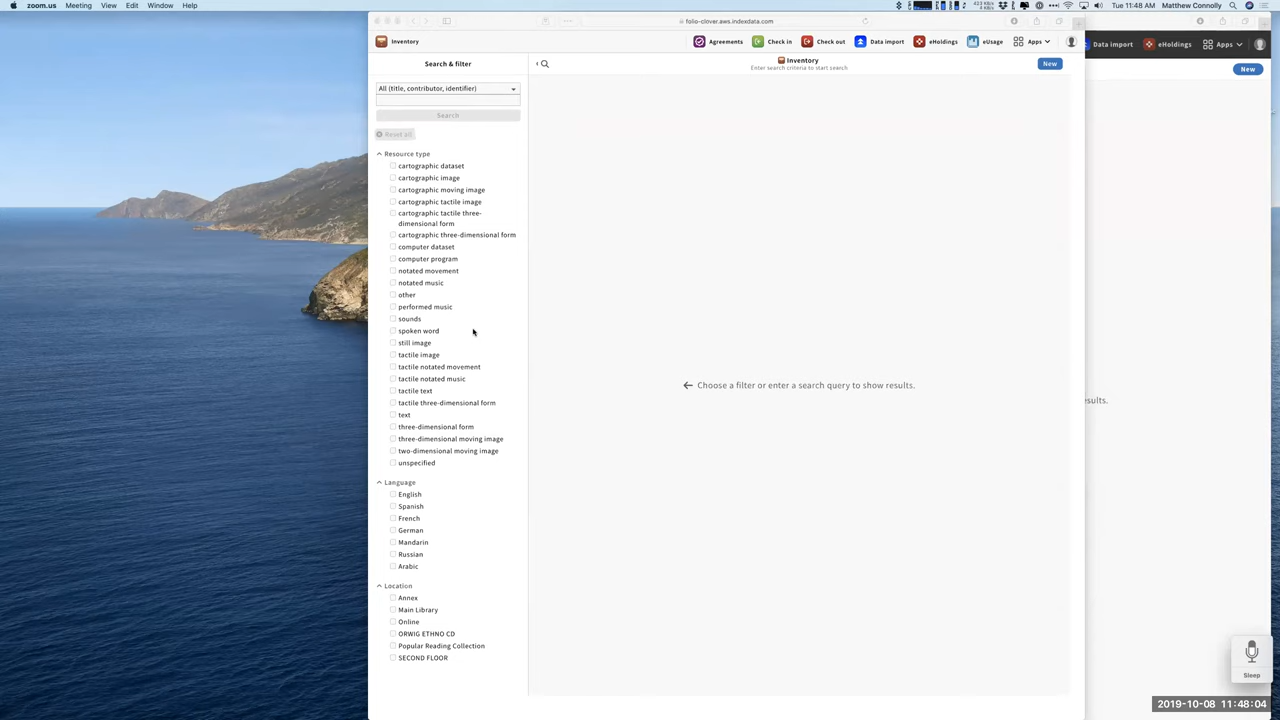 zoom.us Meeting View Edit Window Help
Tue 11:48 AM Matthew Connolly
folio-clover.aws.indexdata.com
Inventory Agreements Check in Check out Data import eHoldings eUsage Apps
Data import eHoldings Apps
Search & filter
Inventory
Enter search criteria to start search
New
New
All (title, contributor, identifier)
Search
Reset all
Resource type
cartographic dataset
cartographic image
cartographic moving image
cartographic tactile image
cartographic tactile three-
dimensional form
cartographic three-dimensional form
computer dataset
computer program
notated movement
notated music
other
performed music
sounds
spoken word
still image
tactile image
tactile notated movement
tactile notated music
tactile text
tactile three-dimensional form
text
three-dimensional form
three-dimensional moving image
two-dimensional moving image
unspecified
Choose a filter or enter a search query to show results.
esults.
Language
English
Spanish
French
German
Mandarin
Russian
Arabic
Location
Annex
Main Library
Online
ORWIG ETHNO CD
Popular Reading Collection
SECOND FLOOR
Sleep
2019-10-08 11:48:04